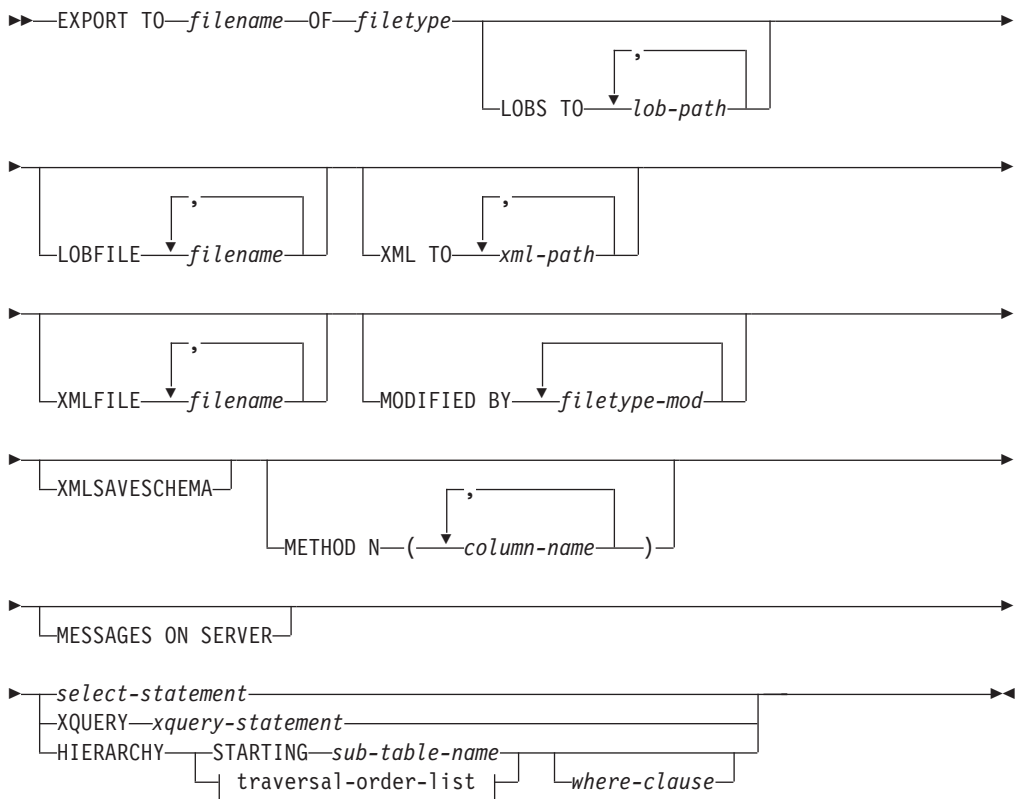 EXPORT TO filename OF filetype
,
LOBS TO lob-path
, ,
LOBFILE filename XML TO xml-path
,
XMLFILE filename MODIFIED BY filetype-mod
XMLSAVESCHEMA
,
METHOD N ( column-name )
MESSAGES ON SERVER
select-statement
XQUERY xquery-statement
HIERARCHY STARTING sub-table-name
traversal-order-list where-clause